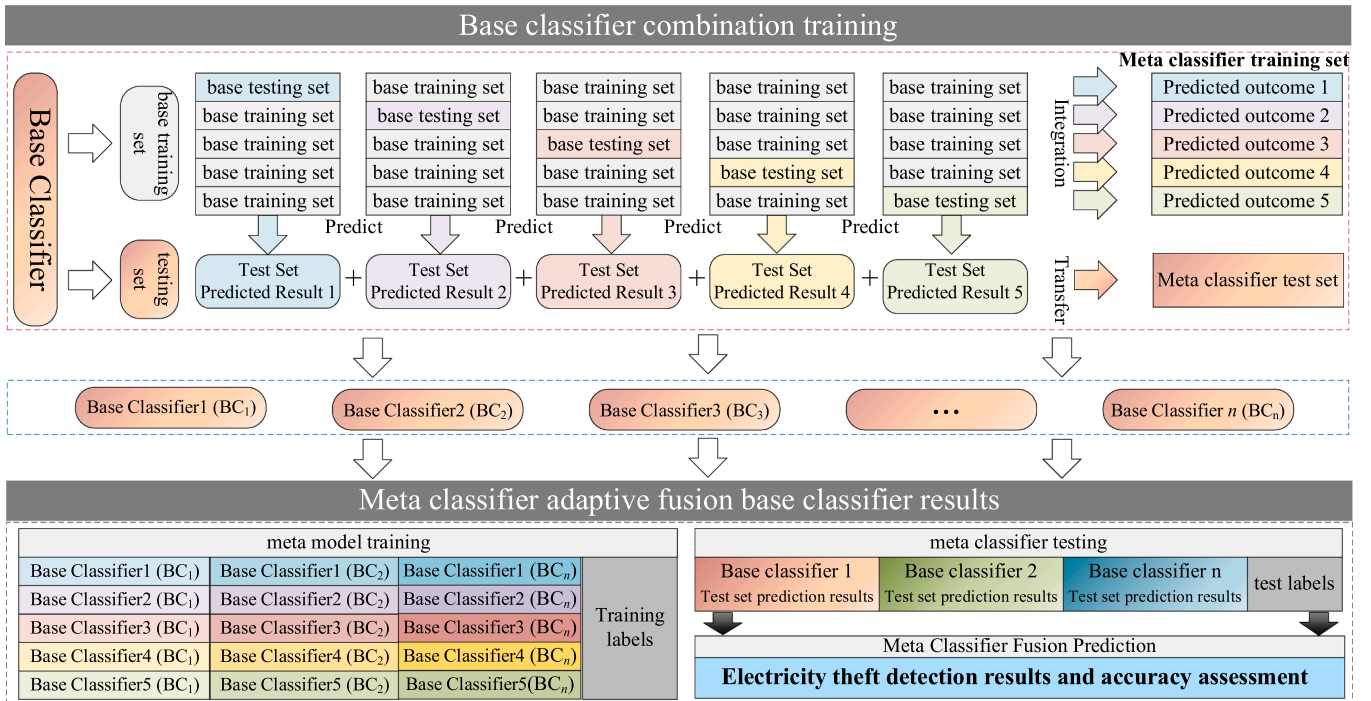 Base classifier combination training
Base Classifier
base training
set
testing
set
base testing set
base training set
base training set
base training set
base training set
base training set
base testing set
base training set
base training set
base training set
base training set
base training set
base testing set
base training set
base training set
base training set
base training set
base training set
base testing set
base training set
base training set
base training set
base training set
base training set
base testing set
Predict
Predict
Predict
Predict
Test Set
Predicted Result 1
+
Test Set
Predicted Result 2
+
Test Set
Predicted Result 3
+
Test Set
Predicted Result 4
+
Test Set
Predicted Result 5
Integration
Transfer
Meta classifier training set
Predicted outcome 1
Predicted outcome 2
Predicted outcome 3
Predicted outcome 4
Predicted outcome 5
Meta classifier test set
Base Classifier1 (BC1)
Base Classifier2 (BC2)
Base Classifier3 (BC3)
...
Base Classifier n (BCn)
Meta classifier adaptive fusion base classifier results
meta model training
Base Classifier1 (BC1) Base Classifier1 (BC2) Base Classifier1 (BCn)
Base Classifier2 (BC1) Base Classifier2 (BC2) Base Classifier2 (BCn)
Base Classifier3 (BC1) Base Classifier3 (BC2) Base Classifier3 (BCn)
Base Classifier4 (BC1) Base Classifier4 (BC2) Base Classifier4 (BCn)
Base Classifier5 (BC1) Base Classifier5 (BC2) Base Classifier5(BCn)
Training
labels
meta classifier testing
Base classifier 1
Test set prediction results
Base classifier 2
Test set prediction results
Base classifier n
Test set prediction results
test labels
Meta Classifier Fusion Prediction
Electricity theft detection results and accuracy assessment